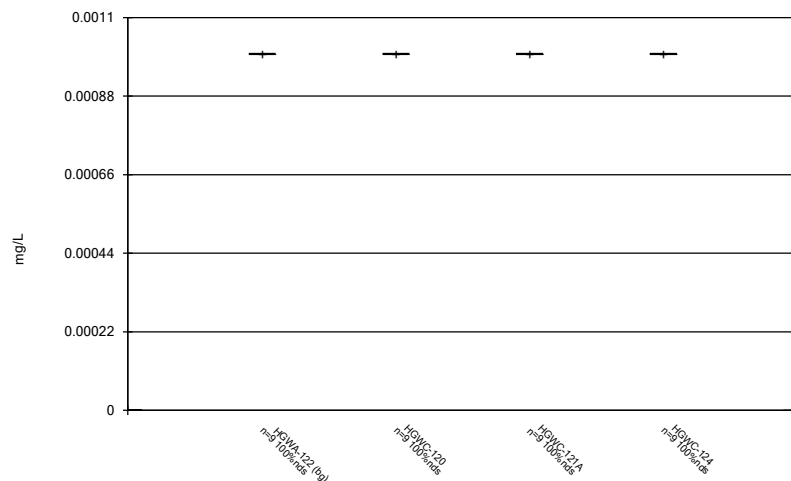 0.0011
0.00088
0.00066
0.00044
0.00022
0
mg/L
HGWA-122 (bg)
n=9 100%nds
HGWC-120
n=9 100%nds
HGWC-121A
n=9 100%nds
HGWC-124
n=9 100%nds